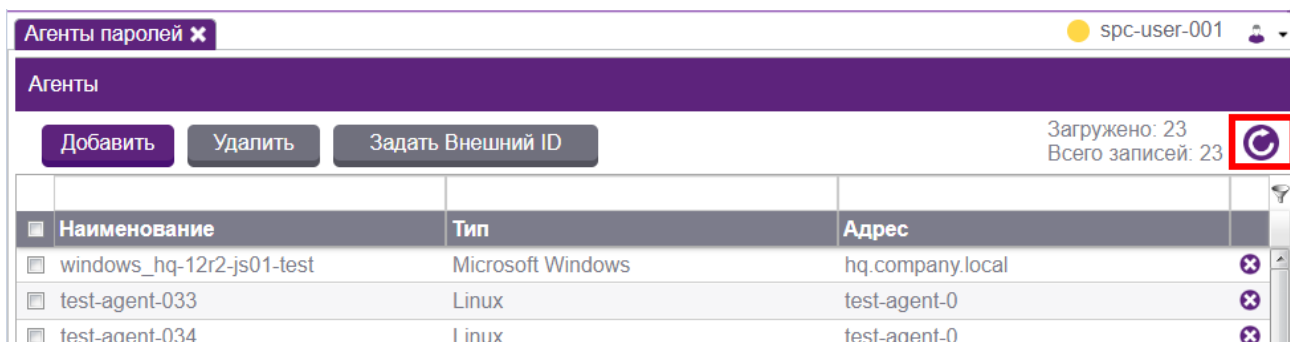 Агенты паролей
spc-user-001
Агенты
Добавить Удалить Задать Внешний ID
Загружено: 23
Всего записей: 23
Наименование Тип Адрес
windows_hq-12r2-js01-test Microsoft Windows hq.company.local
test-agent-033 Linux test-agent-0
test-agent-034 Linux test-agent-0